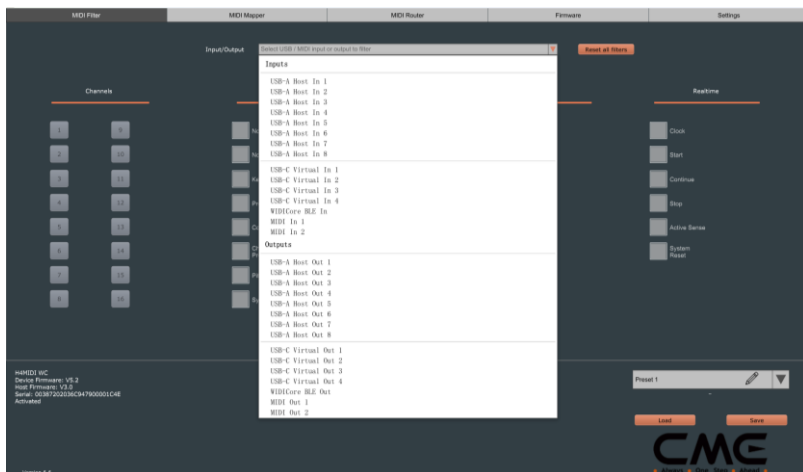 MIDI Filter
MIDI Mapper
MIDI Router
Firmware
Settings
Input/Output
Select USB / MIDI input or output to filter
Reset all filters
Inputs
USB-A Host In 1
USB-A Host In 2
USB-A Host In 3
USB-A Host In 4
USB-A Host In 5
USB-A Host In 6
USB-A Host In 7
USB-A Host In 8
USB-C Virtual In 1
USB-C Virtual In 2
USB-C Virtual In 3
USB-C Virtual In 4
WIDICore BLE In
MIDI In 1
MIDI In 2
Outputs
USB-A Host Out 1
USB-A Host Out 2
USB-A Host Out 3
USB-A Host Out 4
USB-A Host Out 5
USB-A Host Out 6
USB-A Host Out 7
USB-A Host Out 8
USB-C Virtual Out 1
USB-C Virtual Out 2
USB-C Virtual Out 3
USB-C Virtual Out 4
WIDICore BLE Out
MIDI Out 1
MIDI Out 2
Channels
1 9
2 10
3 11
4 12
5 13
6 14
7 15
8 16
Realtime
Clock
Start
Continue
Stop
Active Sense
System
Reset
H4MIDI WC
Device Firmware: V5.2
Host Firmware: V3.0
Serial: 00387202036C947900001C4E
Activated
Preset 1
Load
Save
CME
Always One Step Ahead